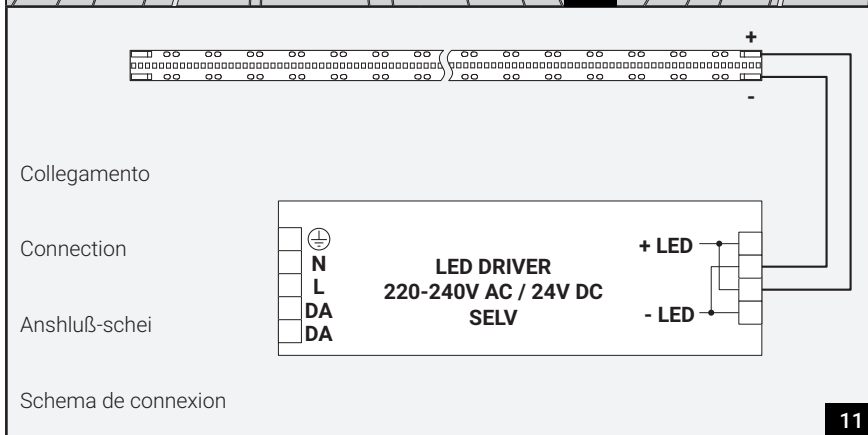 +
-
Collegamento
Connection
Anshluß-schei
Schema de connexion
N
L
DA
DA
LED DRIVER
220-240V AC / 24V DC
SELV
+ LED
- LED
11